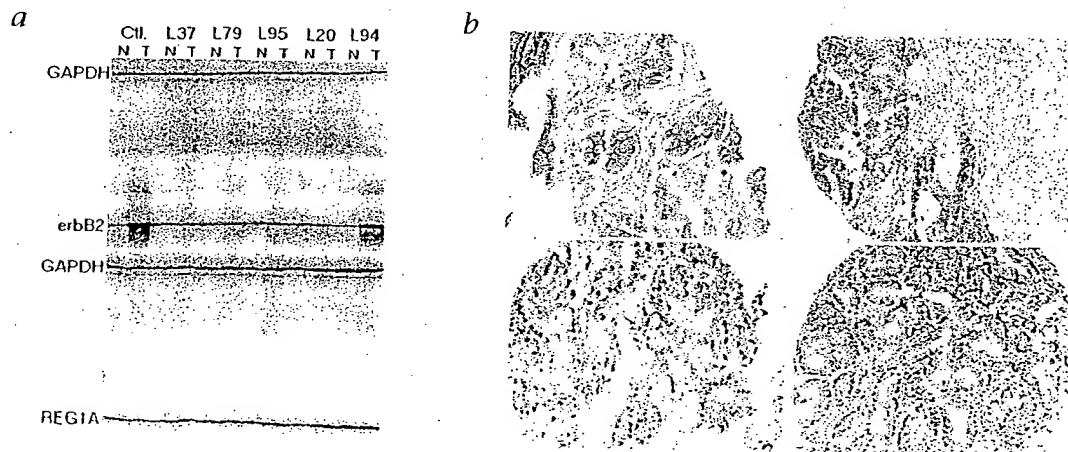 a
b
Ctl. L37 L79 L95 L20 L94
N T N T N T N T N T N T
GAPDH
erbB2
GAPDH
REG1A